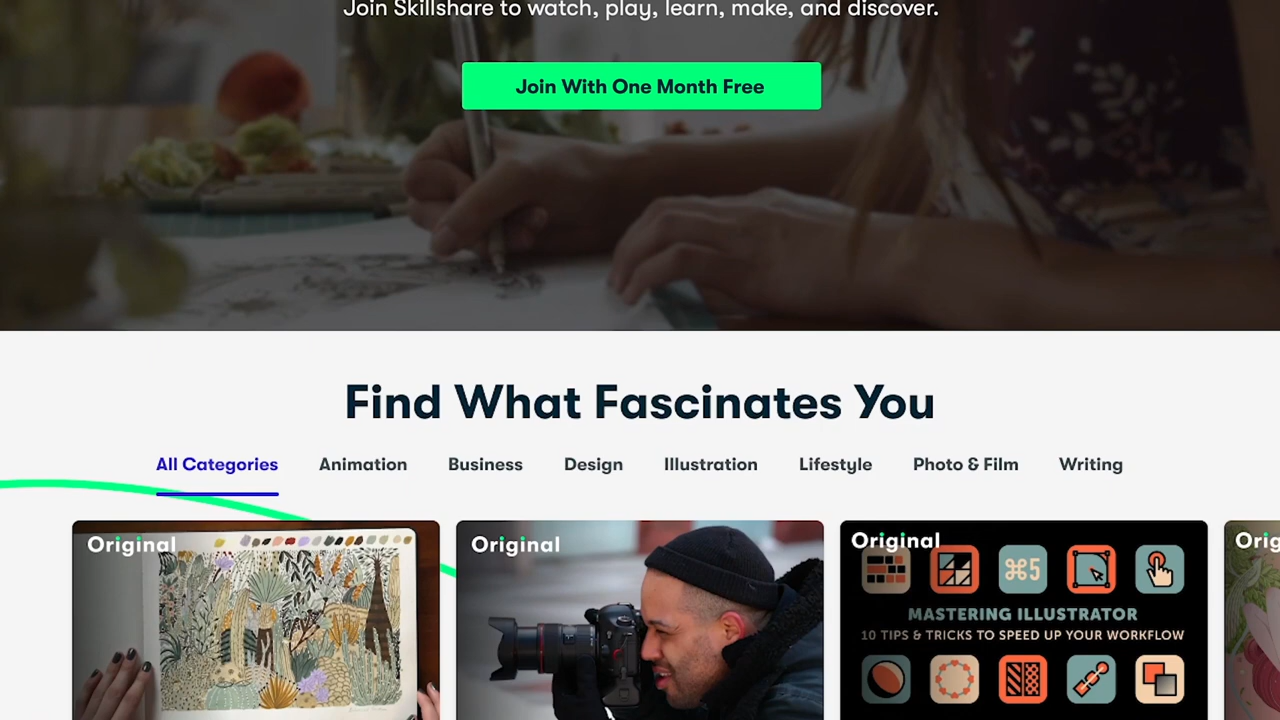 Join Skillshare to watch, play, learn, make, and discover.
Join With One Month Free
Find What Fascinates You
All Categories Animation Business Design Illustration Lifestyle Photo & Film Writing
Original Original Original
⌘5
MASTERING ILLUSTRATOR
10 TIPS & TRICKS TO SPEED UP YOUR WORKFLOW